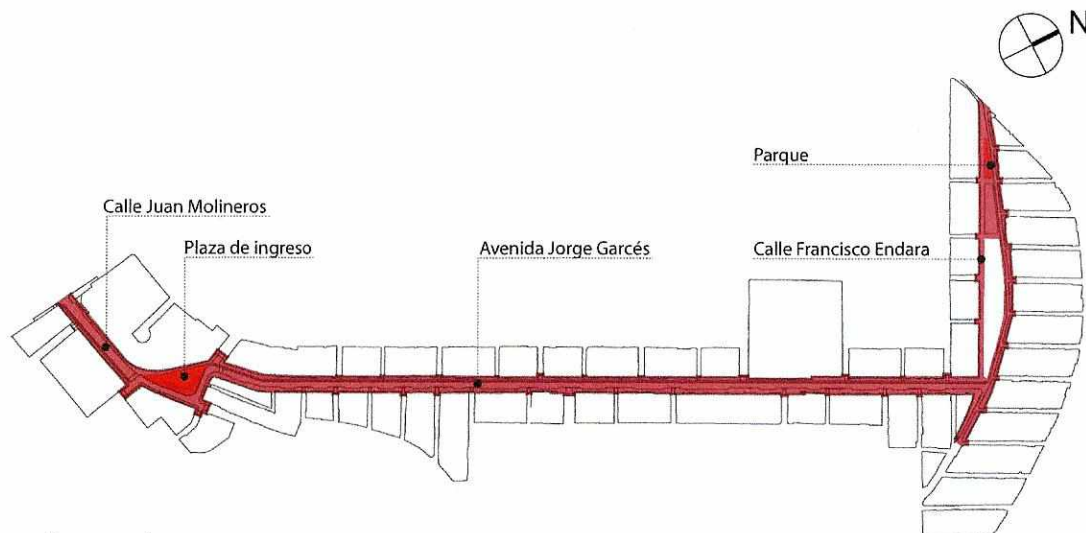 N
Parque
Calle Juan Molineros
Plaza de ingreso
Avenida Jorge Garcés
Calle Francisco Endara